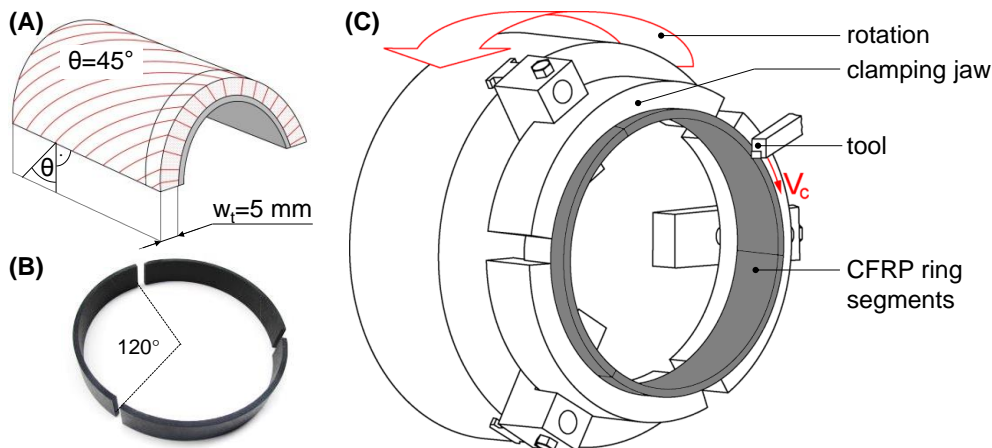 (A)
θ=45°
θ
wₜ=5 mm
(B)
120°
(C)
rotation
clamping jaw
tool
Vc
CFRP ring
segments